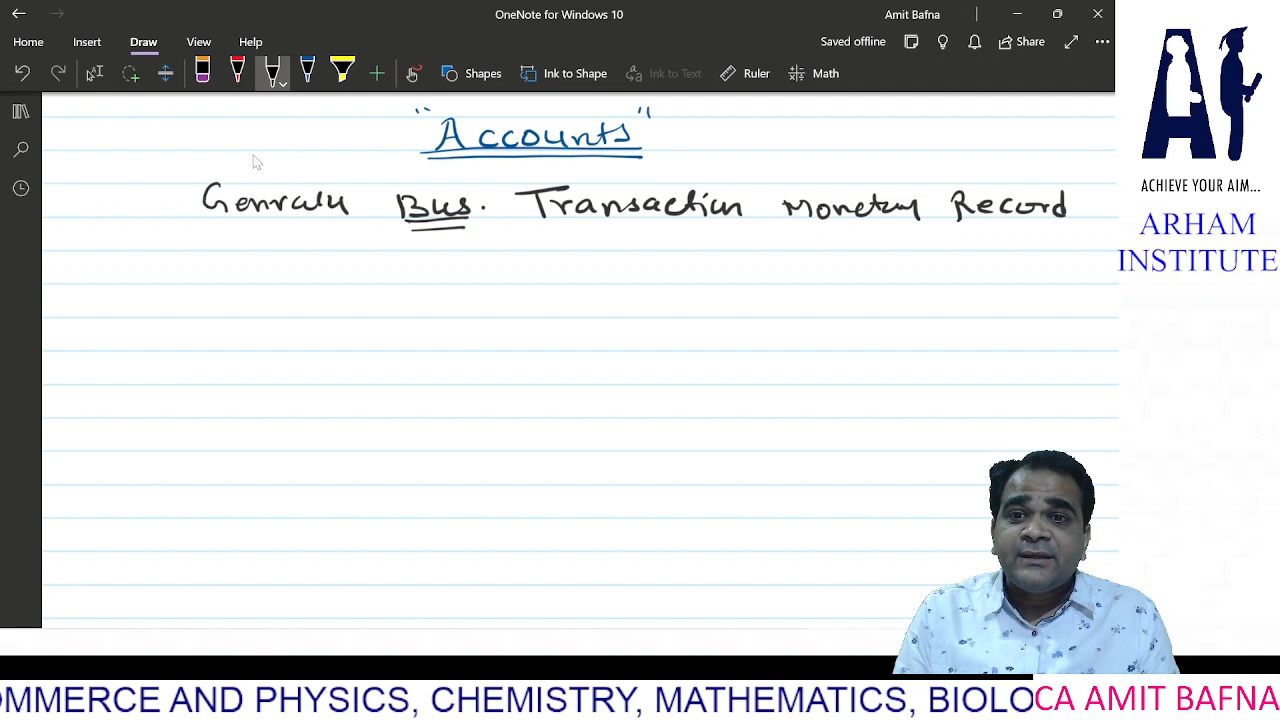 OneNote for Windows 10
Amit Bafna
Home Insert Draw View Help
Saved offline
Share
Shapes
Ink to Shape
Ink to Text
Ruler
Math
"Accounts"
Bus. Transaction Monetary Record
AI
ACHIEVE YOUR AIM...
ARHAM
INSTITUTE
OMMERCE AND PHYSICS, CHEMISTRY, MATHEMATICS, BIOLO
CA AMIT BAFNA